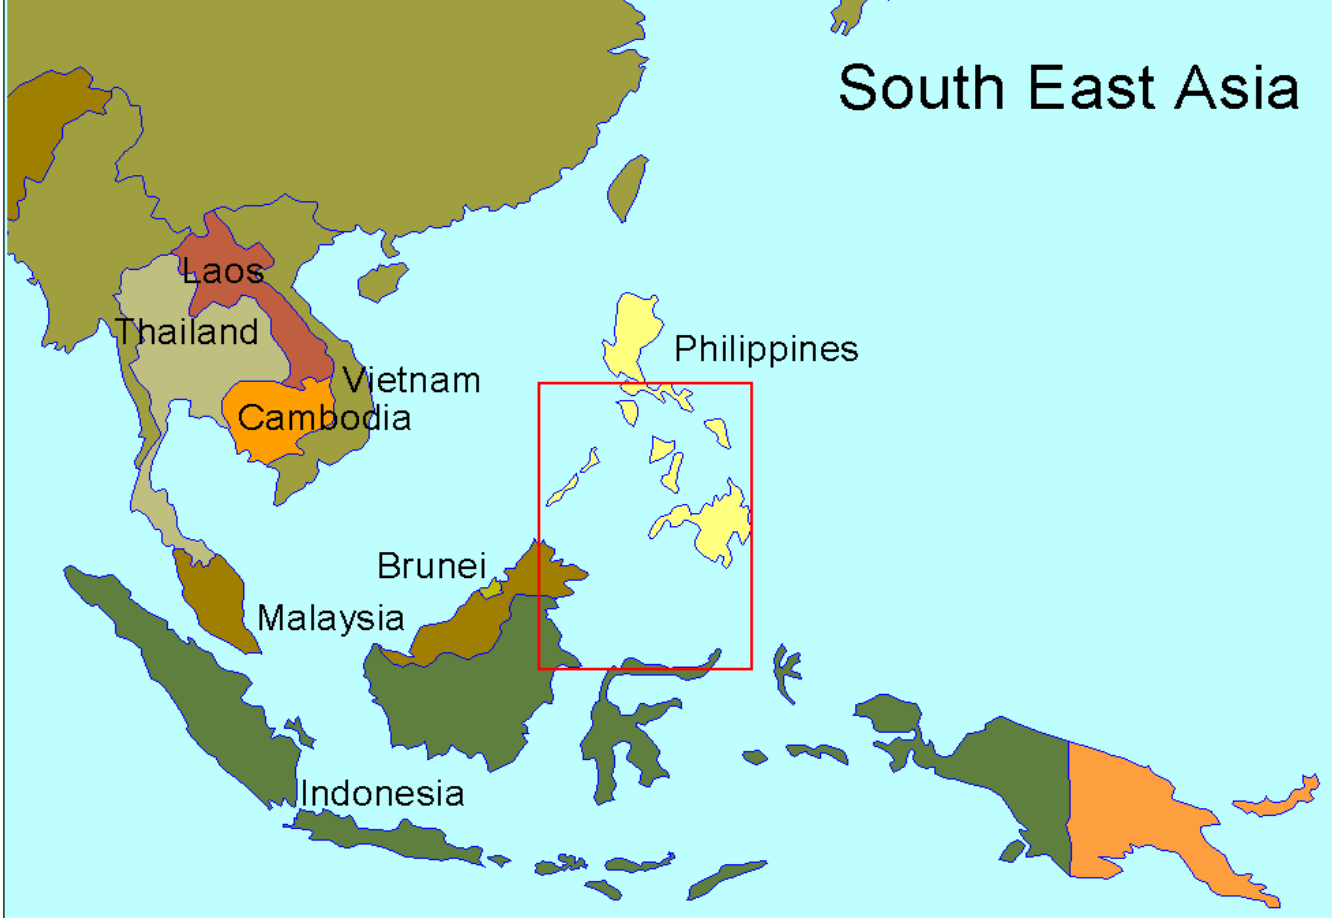 South East Asia
Laos
Thailand
Philippines
Vietnam
Cambodia
Brunei
Malaysia
Indonesia